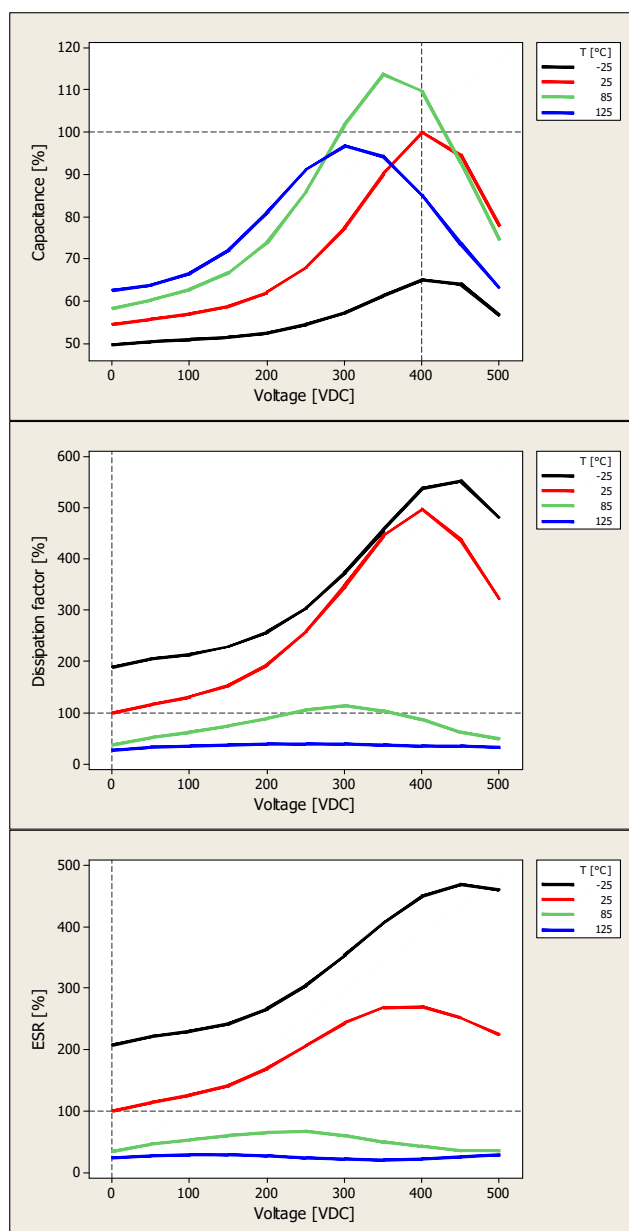 120
110
100
90
80
70
60
50
Capacitance [%]
0 100 200 300 400 500
Voltage [VDC]
T [°C]
-25
25
85
125
600
500
400
300
200
100
0
Dissipation factor [%]
0 100 200 300 400 500
Voltage [VDC]
T [°C]
-25
25
85
125
500
400
300
200
100
0
ESR [%]
0 100 200 300 400 500
Voltage [VDC]
T [°C]
-25
25
85
125